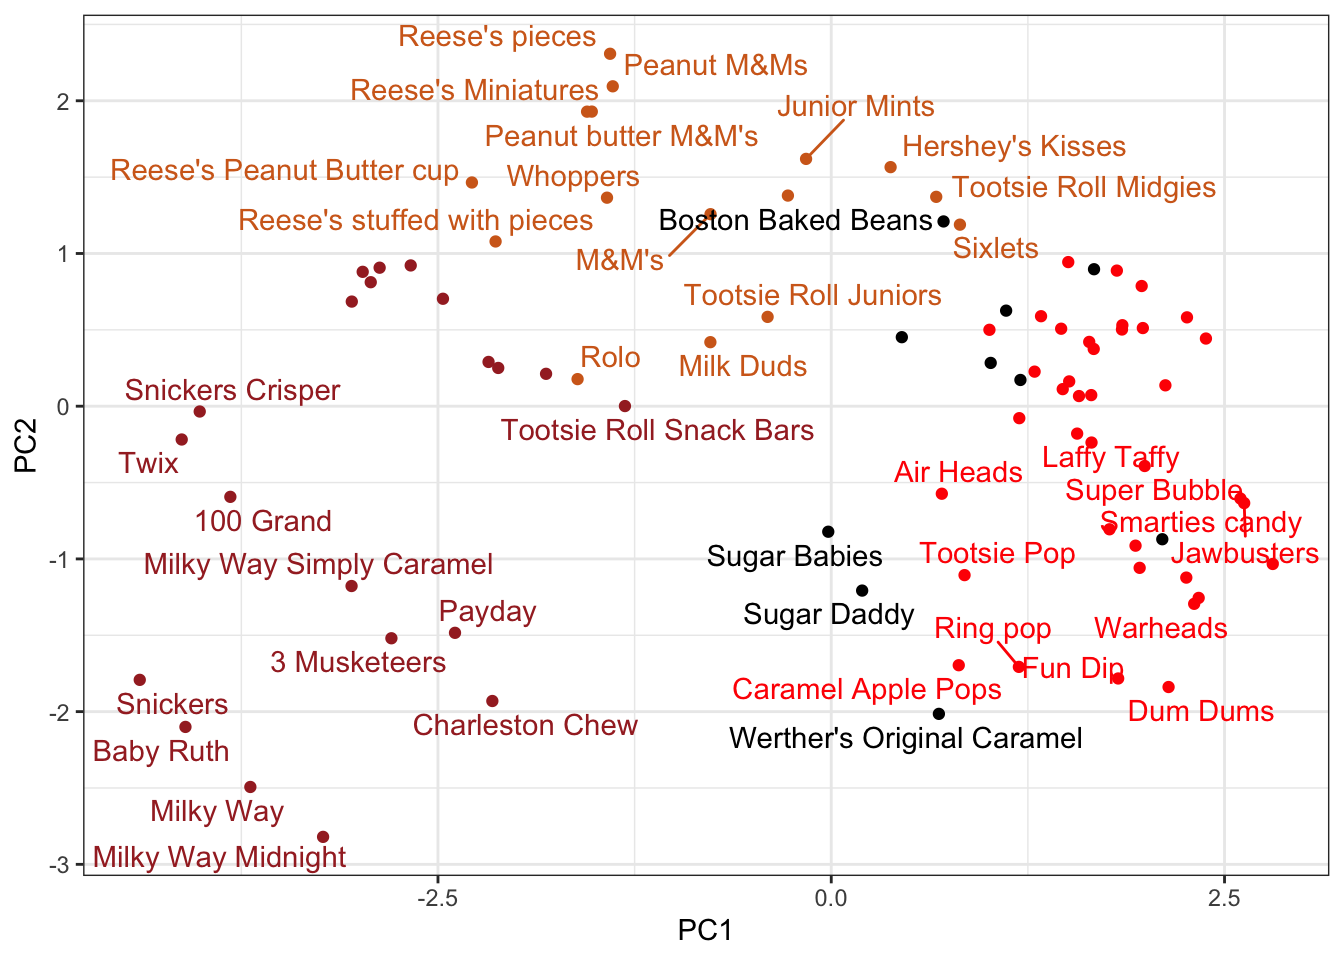 Reese's pieces
Peanut M&Ms
Reese's Miniatures
Junior Mints
2
Peanut butter M&M's
Hershey's Kisses
Reese's Peanut Butter cup
Whoppers
Tootsie Roll Midgies
Reese's stuffed with pieces
Boston Baked Beans
Sixlets
1
M&M's
Tootsie Roll Juniors
Rolo
Milk Duds
Snickers Crisper
0
Tootsie Roll Snack Bars
PC2
Twix
Laffy Taffy
Air Heads
Super Bubble
100 Grand
Smarties candy
Sugar Babies
Tootsie Pop
Jawbusters
-1
Milky Way Simply Caramel
Payday
Sugar Daddy
Ring pop
Warheads
3 Musketeers
Fun Dip
Caramel Apple Pops
Snickers
Dum Dums
-2
Charleston Chew
Werther's Original Caramel
Baby Ruth
Milky Way
Milky Way Midnight
-3
-2.5
0.0
2.5
PC1